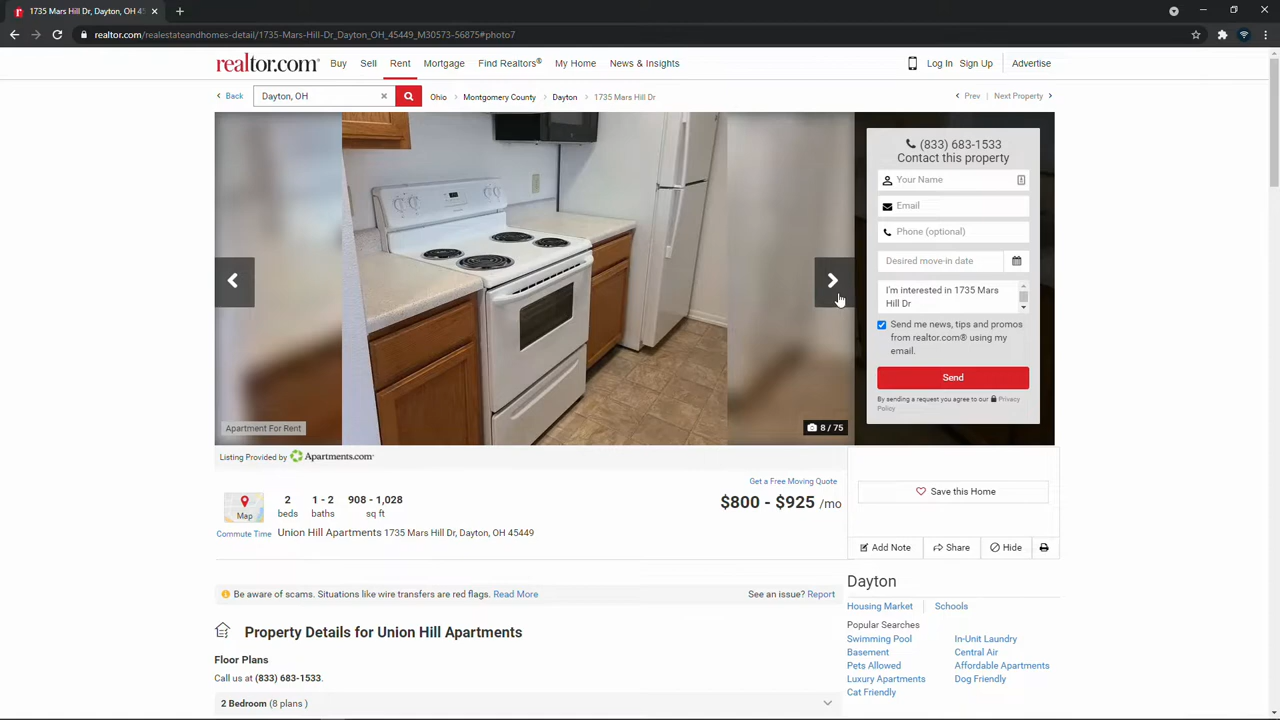 1735 Mars Hill Dr, Dayton, OH 45
realtor.com/realestateandhomes-detail/1735-Mars-Hill-Dr_Dayton_OH_45449_M30573-56875#photo7
realtor.com®
Buy
Sell
Rent
Mortgage
Find Realtors®
My Home
News & Insights
Log In
Sign Up
Advertise
Back
Dayton, OH
Ohio
Montgomery County
Dayton
1735 Mars Hill Dr
Prev
Next Property
(833) 683-1533
Contact this property
Your Name
Email
Phone (optional)
Desired move-in date
I'm interested in 1735 Mars
Hill Dr
Send me news, tips and promos
from realtor.com® using my
email.
Send
By sending a request you agree to our Privacy
Policy
Apartment For Rent
8 / 75
Listing Provided by Apartments.com
Get a Free Moving Quote
Map
2
beds
1 - 2
baths
908 - 1,028
sq ft
$800 - $925 /mo
Save this Home
Commute Time
Union Hill Apartments 1735 Mars Hill Dr, Dayton, OH 45449
Add Note
Share
Hide
Be aware of scams. Situations like wire transfers are red flags. Read More
See an issue? Report
Dayton
Housing Market
Schools
Popular Searches
Swimming Pool
In-Unit Laundry
Basement
Central Air
Pets Allowed
Affordable Apartments
Luxury Apartments
Dog Friendly
Cat Friendly
Property Details for Union Hill Apartments
Floor Plans
Call us at (833) 683-1533.
2 Bedroom (8 plans )